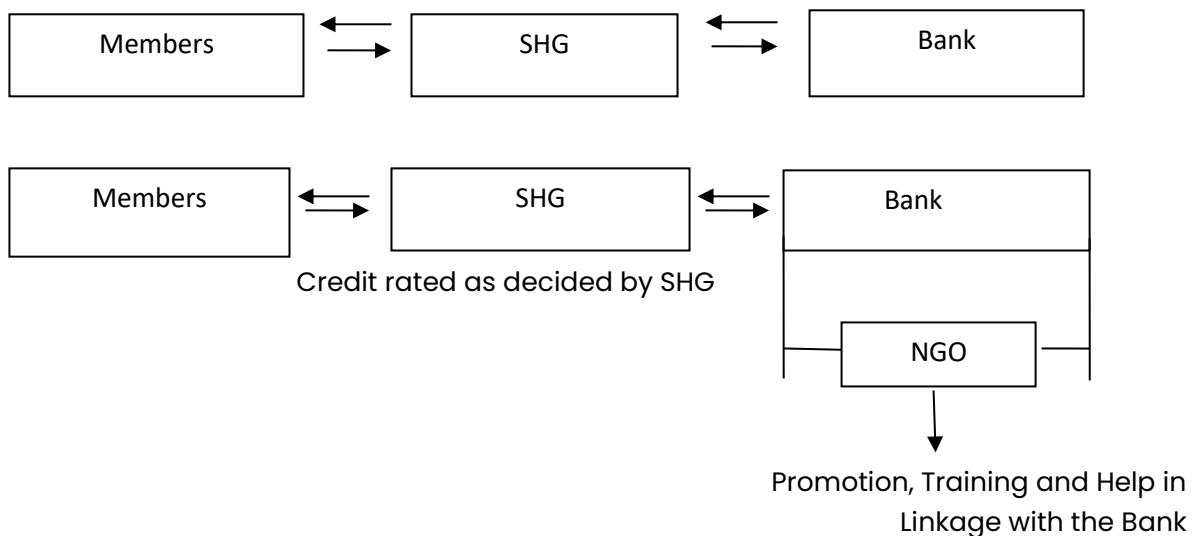 Members
SHG
Bank
Members
SHG
Bank
Credit rated as decided by SHG
NGO
Promotion, Training and Help in
Linkage with the Bank